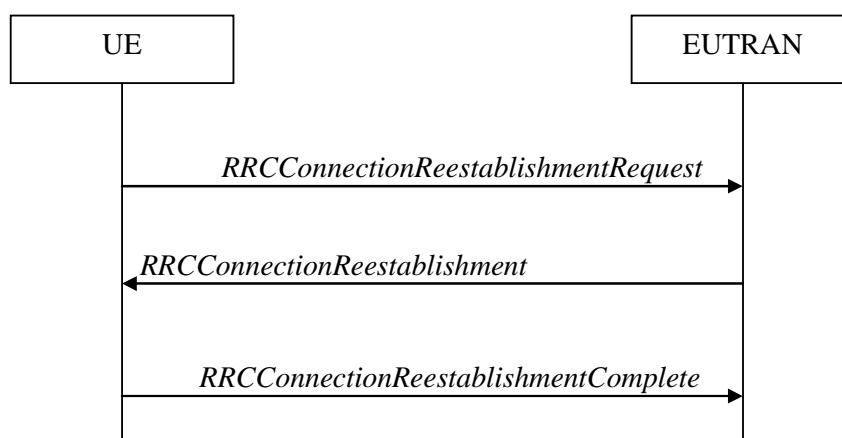 UE
EUTRAN
RRCConnectionReestablishmentRequest
RRCConnectionReestablishment
RRCConnectionReestablishmentComplete